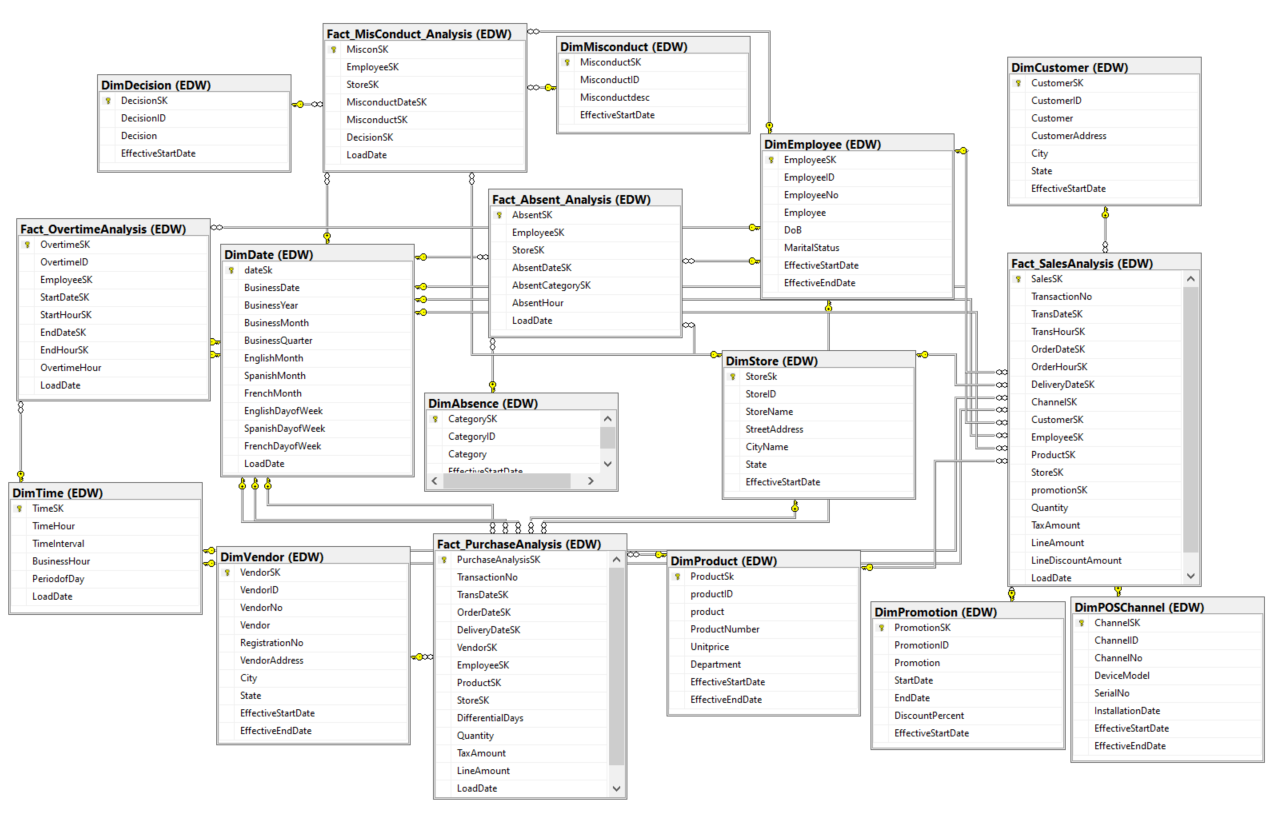 Fact_MisConduct_Analysis (EDW)
MisconSK
EmployeeSK
StoreSK
MisconductDateSK
MisconductSK
DecisionSK
LoadDate
DimMisconduct (EDW)
MisconductSK
MisconductID
Misconductdesc
EffectiveStartDate
DimCustomer (EDW)
CustomerSK
CustomerID
Customer
CustomerAddress
City
State
EffectiveStartDate
DimDecision (EDW)
DecisionSK
DecisionID
Decision
EffectiveStartDate
DimEmployee (EDW)
EmployeeSK
EmployeeID
EmployeeNo
Employee
DoB
MaritalStatus
EffectiveStartDate
EffectiveEndDate
Fact_Absent_Analysis (EDW)
AbsentSK
EmployeeSK
StoreSK
AbsentDateSK
AbsentCategorySK
AbsentHour
LoadDate
Fact_OvertimeAnalysis (EDW)
OvertimeSK
OvertimeID
EmployeeSK
StartDateSK
StartHourSK
EndDateSK
EndHourSK
OvertimeHour
LoadDate
DimDate (EDW)
dateSk
BusinessDate
BusinessYear
BusinessMonth
BusinessQuarter
EnglishMonth
SpanishMonth
FrenchMonth
EnglishDayofWeek
SpanishDayofWeek
FrenchDayofWeek
LoadDate
Fact_SalesAnalysis (EDW)
SalesSK
TransactionNo
TransDateSK
TransHourSK
OrderDateSK
OrderHourSK
DeliveryDateSK
ChannelSK
CustomerSK
EmployeeSK
ProductSK
StoreSK
promotionSK
Quantity
TaxAmount
LineAmount
LineDiscountAmount
LoadDate
DimStore (EDW)
StoreSk
StoreID
StoreName
StreetAddress
CityName
State
EffectiveStartDate
DimAbsence (EDW)
CategorySK
CategoryID
Category
EffectiveStartDate
DimTime (EDW)
TimeSK
TimeHour
TimeInterval
BusinessHour
PeriodofDay
LoadDate
DimVendor (EDW)
VendorSK
VendorID
VendorNo
Vendor
RegistrationNo
VendorAddress
City
State
EffectiveStartDate
EffectiveEndDate
Fact_PurchaseAnalysis (EDW)
PurchaseAnalysisSK
TransactionNo
TransDateSK
OrderDateSK
DeliveryDateSK
VendorSK
EmployeeSK
ProductSK
StoreSK
DifferentialDays
Quantity
TaxAmount
LineAmount
LoadDate
DimProduct (EDW)
ProductSk
productID
product
ProductNumber
Unitprice
Department
EffectiveStartDate
EffectiveEndDate
DimPromotion (EDW)
PromotionSK
PromotionID
Promotion
StartDate
EndDate
DiscountPercent
EffectiveStartDate
DimPOSChannel (EDW)
ChannelSK
ChannelID
ChannelNo
DeviceModel
SerialNo
InstallationDate
EffectiveStartDate
EffectiveEndDate